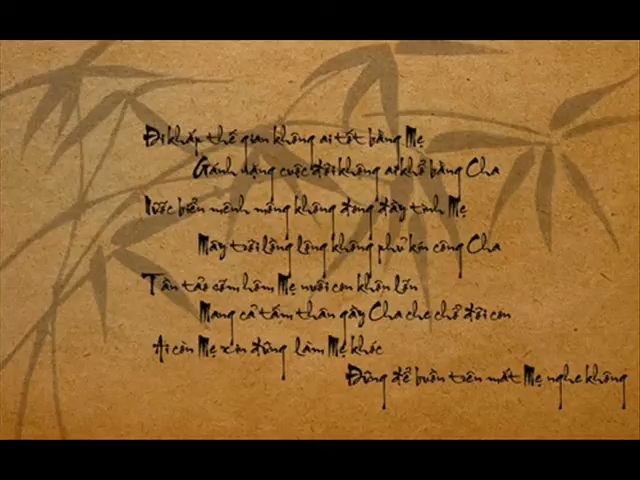 Đi khắp thế gian không ai tốt bằng Mẹ
Gánh nặng cuộc đời không ai khổ bằng Cha
Nước biển mênh mông không đong đầy tình Mẹ
Mây trời lồng lộng không phủ kín công Cha
Tần tảo sớm hôm Mẹ nuôi con khôn lớn
Mang cả tấm thân gầy Cha che chở đời con
Ai còn Mẹ xin đừng làm Mẹ khóc
Đừng để buồn trên mắt Mẹ nghe không